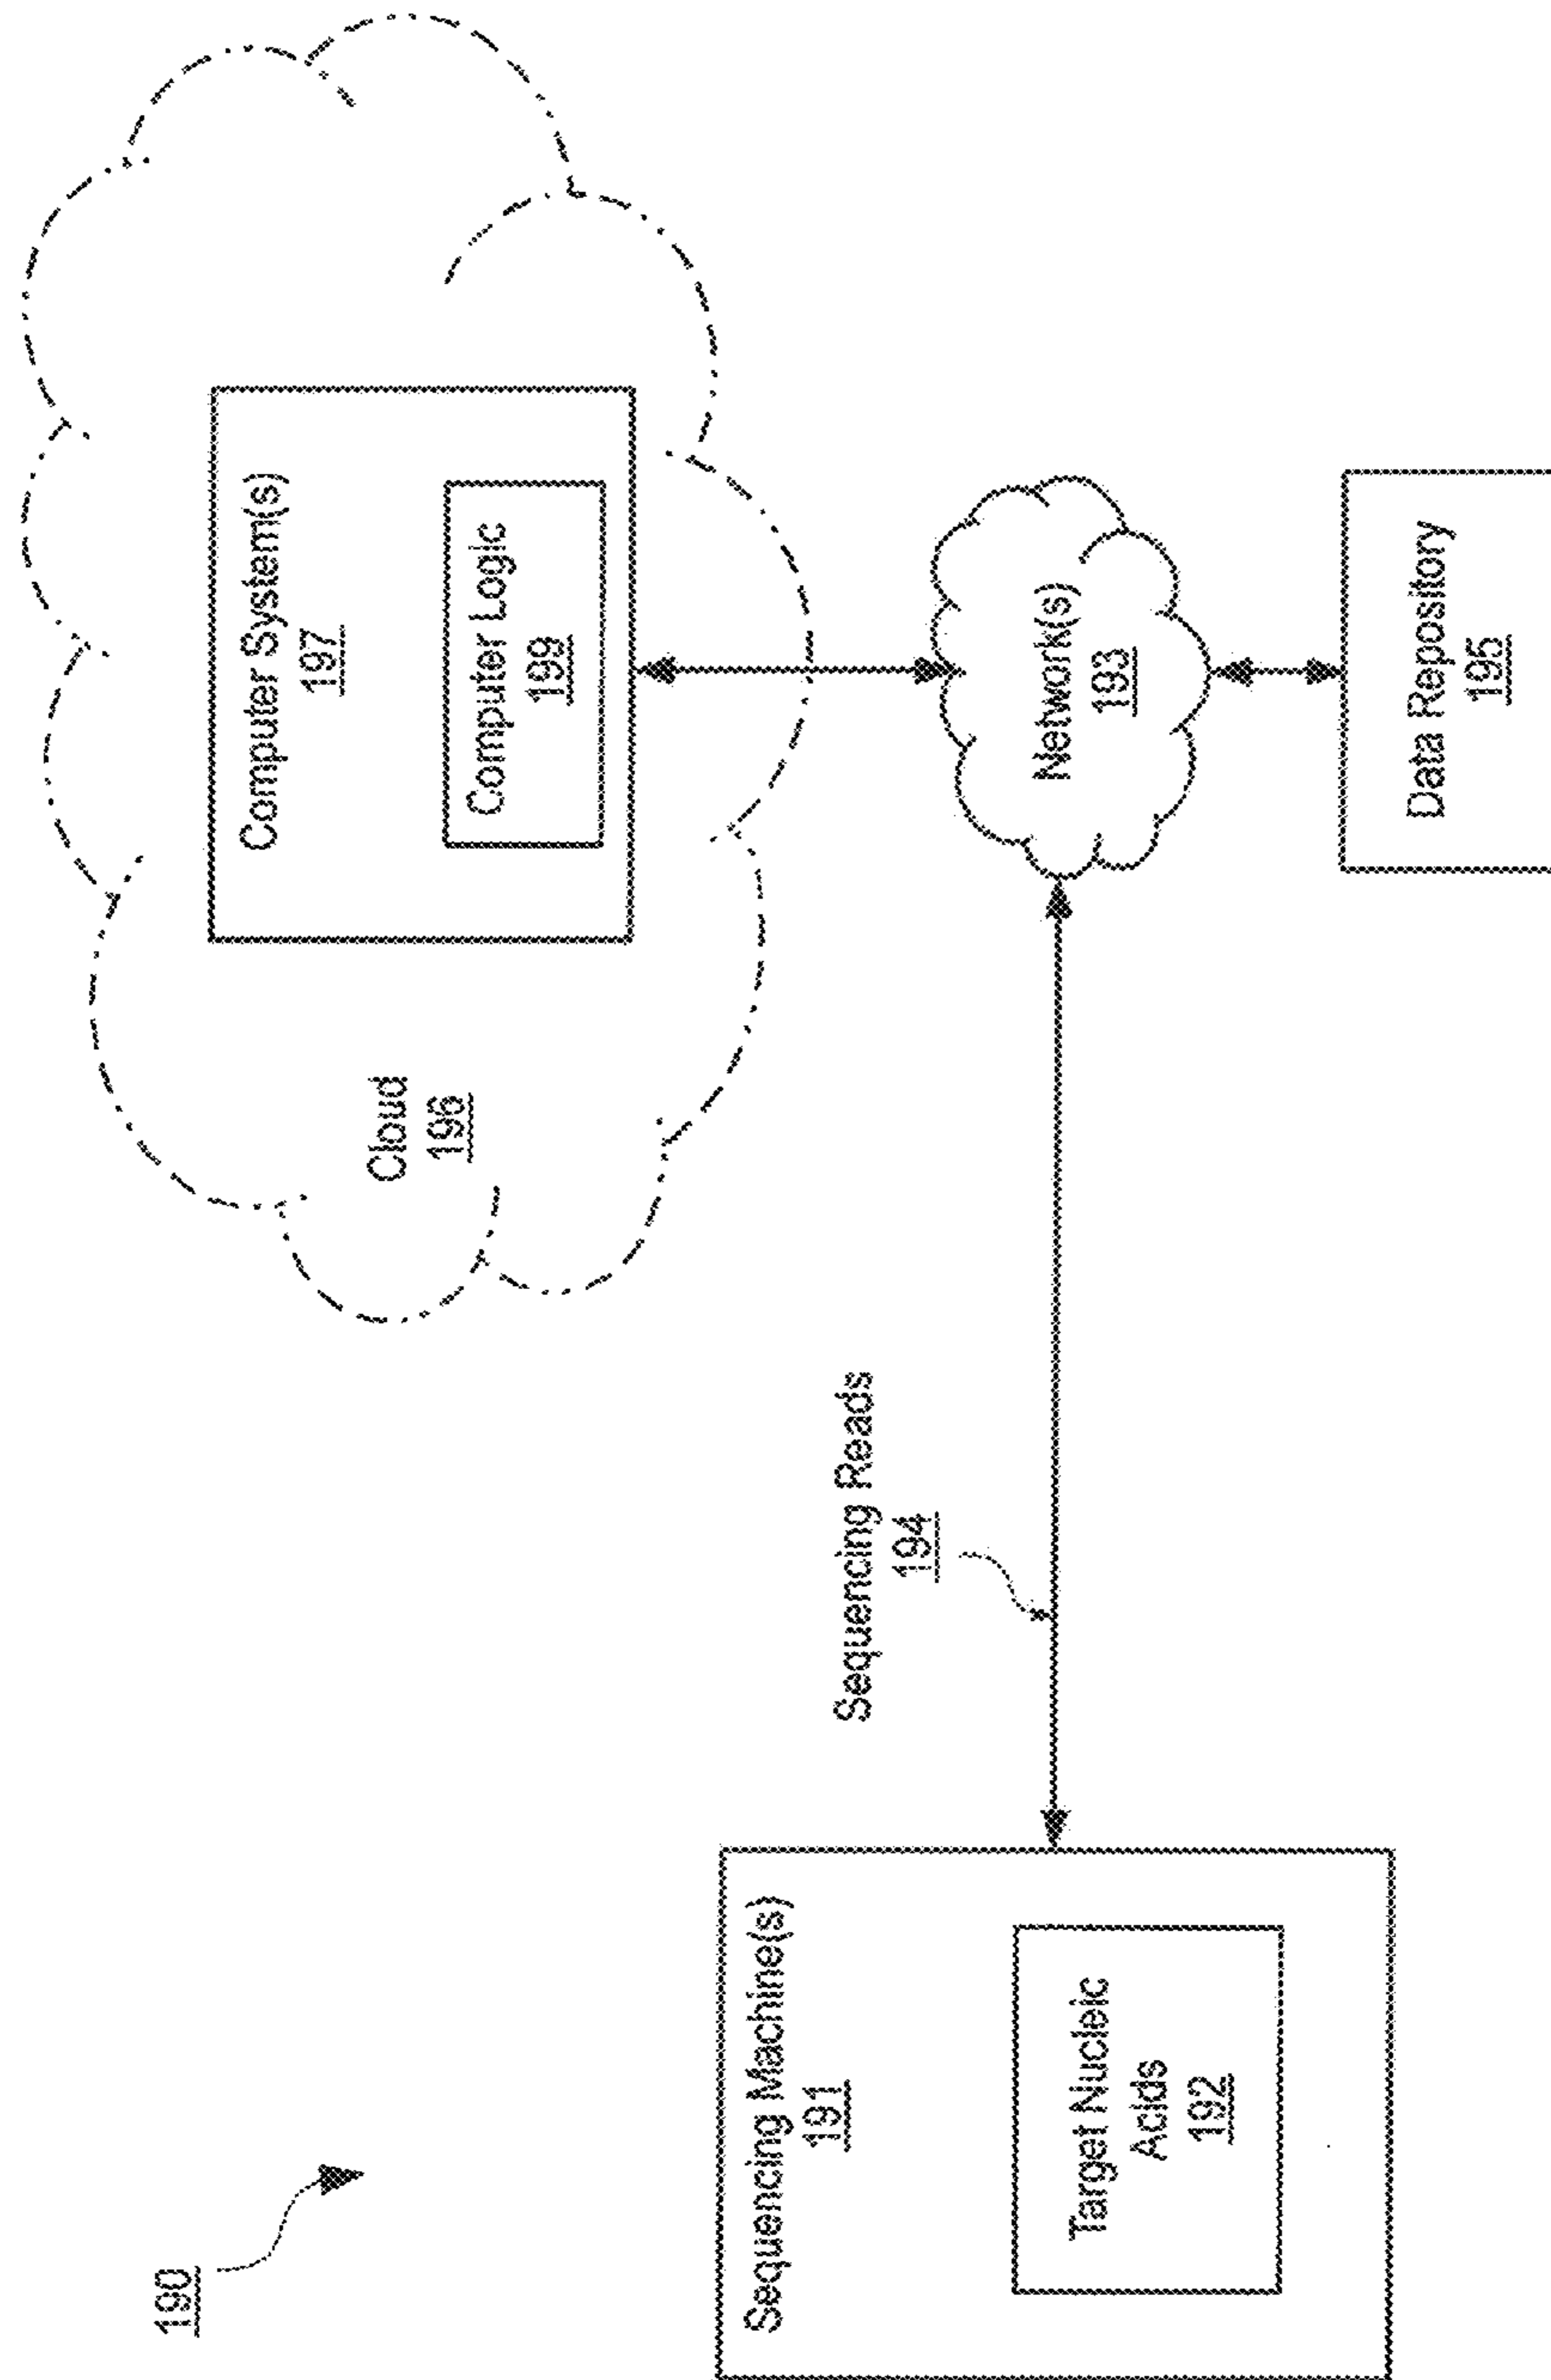 190
Cloud
196
Computer System(s)
197
Computer Logic
199
Sequencing Reads
194
Sequencing Machine(s)
191
Target Nucleic
Acids
192
Network(s)
193
Data Repository
195